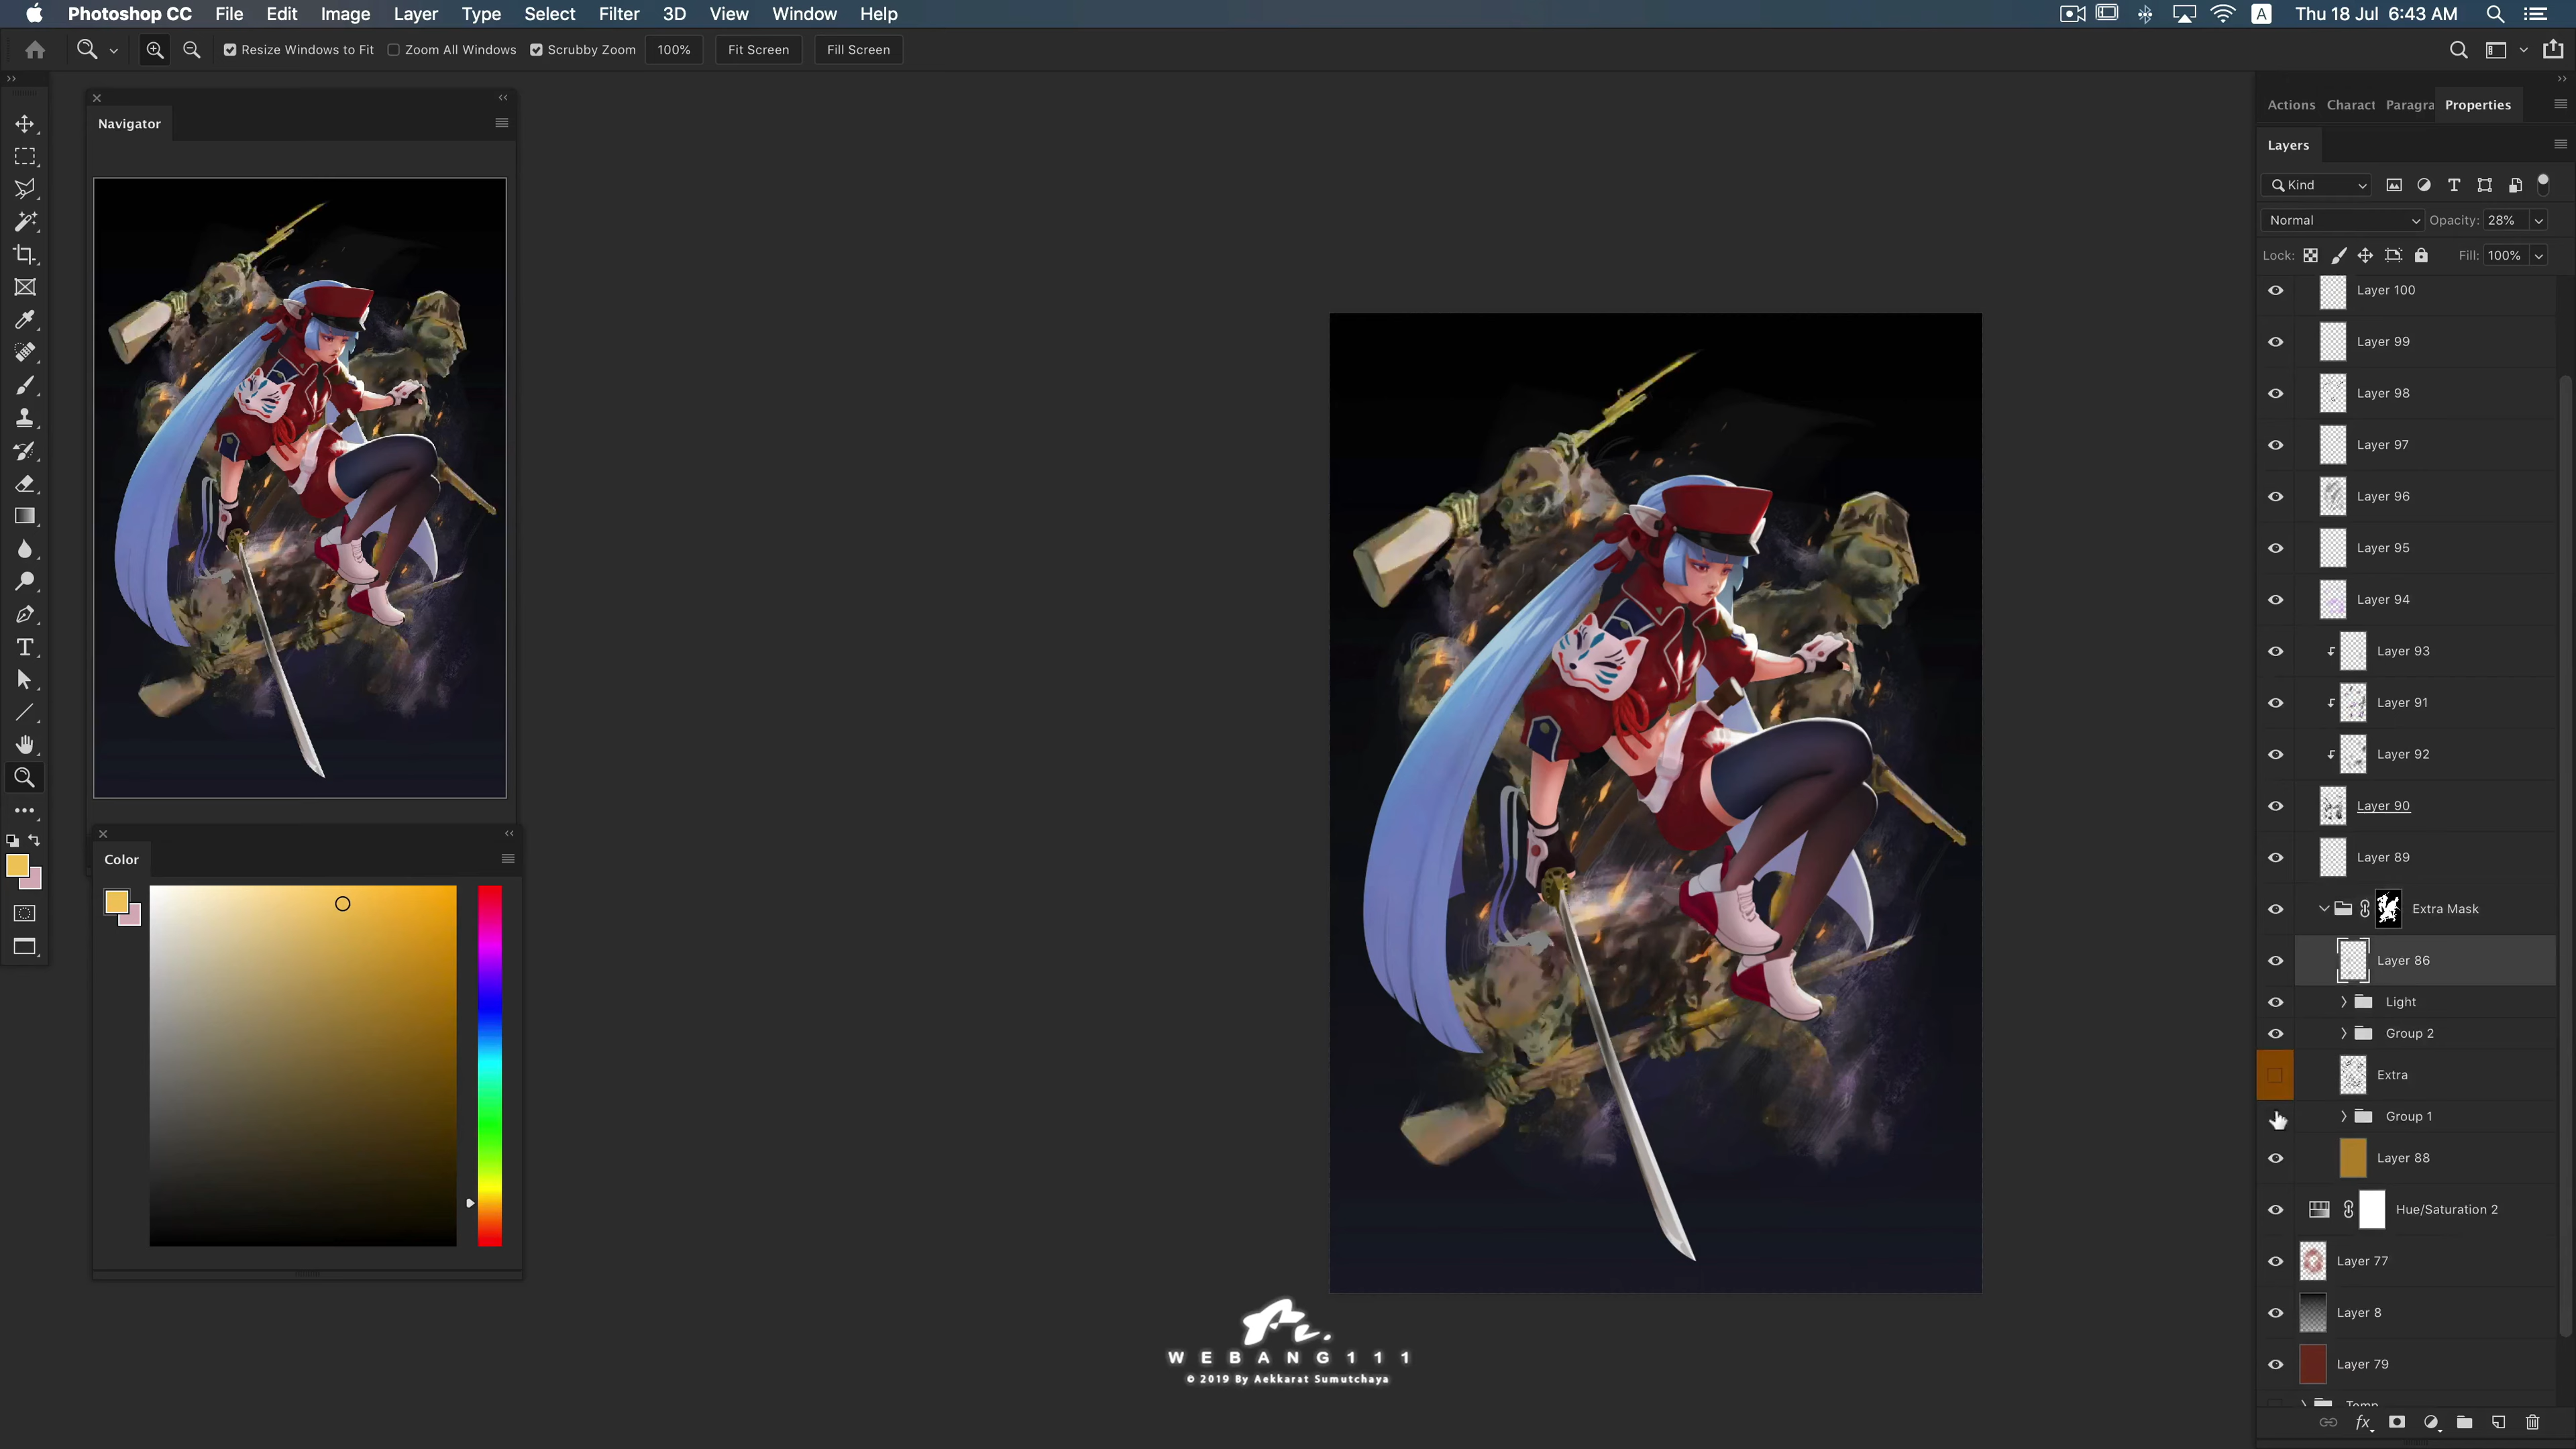 Photoshop CC File Edit Image Layer Type Select Filter 3D View Window Help A Thu 18 Jul 6:43 AM
Resize Windows to Fit Zoom All Windows Scrubby Zoom 100% Fit Screen Fill Screen
Navigator
Color
WEBANG111
© 2019 By Aekkarat Sumutchaya
Actions Charact Paragra Properties
Layers
Kind
Normal Opacity: 28%
Lock: Fill: 100%
Layer 100
Layer 99
Layer 98
Layer 97
Layer 96
Layer 95
Layer 94
Layer 93
Layer 91
Layer 92
Layer 90
Layer 89
Extra Mask
Layer 86
Light
Group 2
Extra
Group 1
Layer 88
Hue/Saturation 2
Layer 77
Layer 8
Layer 79
fx